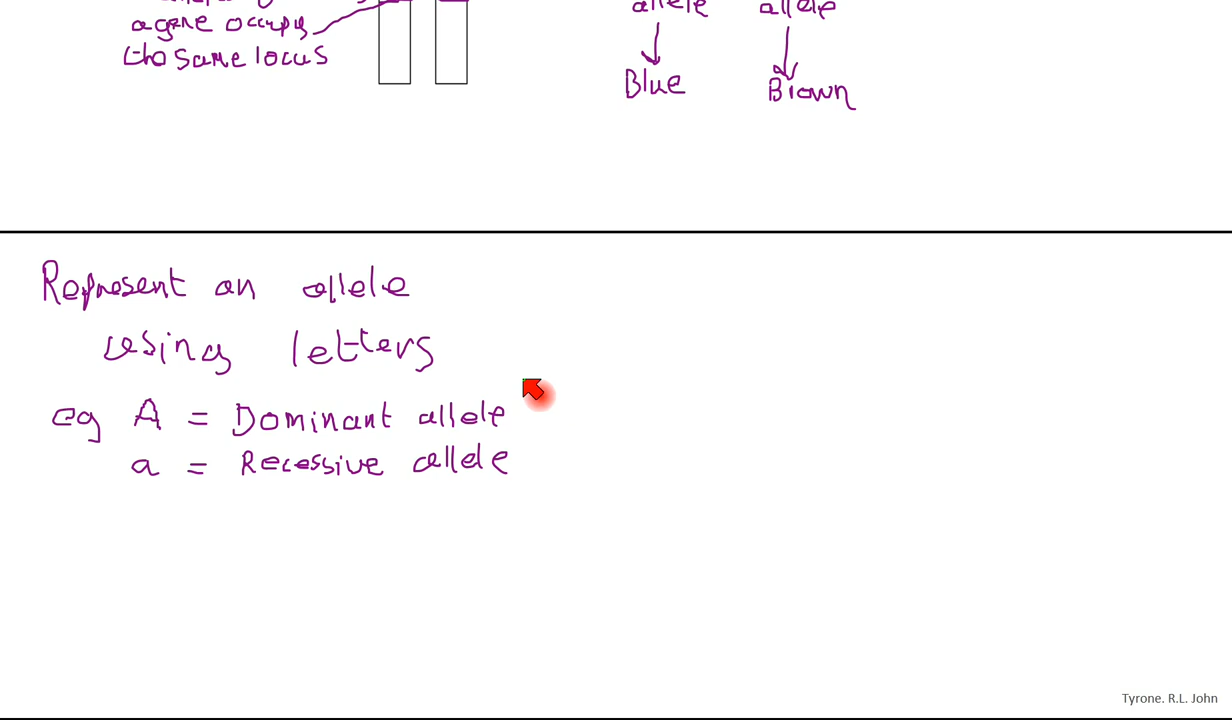 a gene occupy
the same locus
allele allele
Blue Brown
Represent an allele
using letters
eg A = Dominant allele
a = Recessive allele
Tyrone. R.L. John